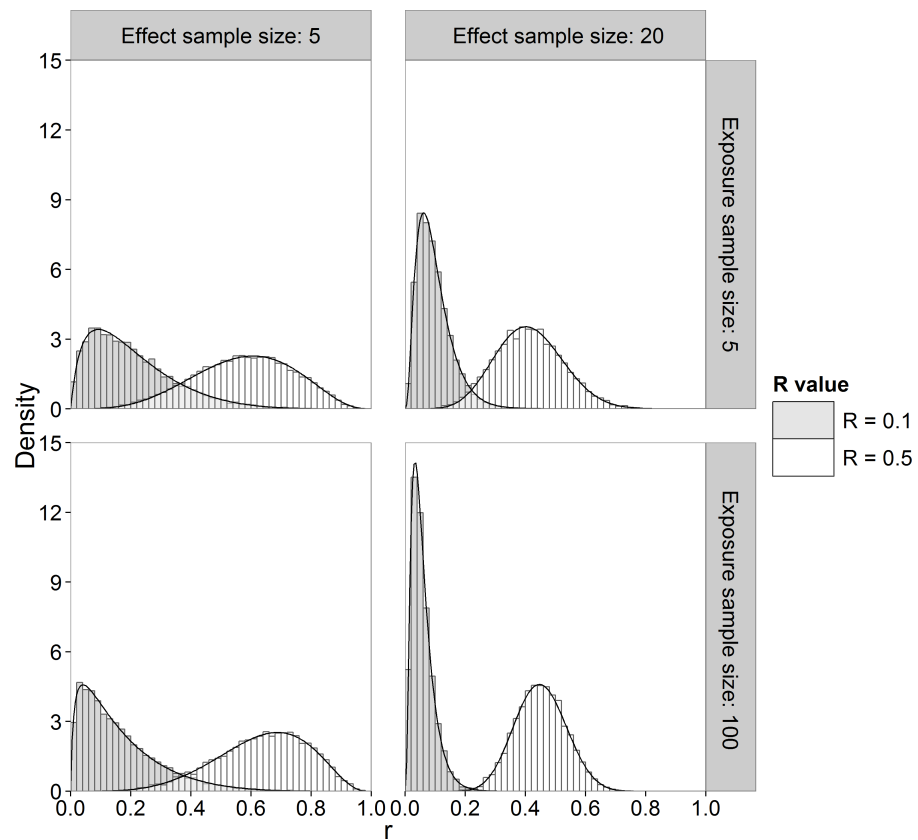 Effect sample size: 5
Effect sample size: 20
15
12
9
6
3
0
Exposure sample size: 5
Density
15
12
9
6
3
0
Exposure sample size: 100
0.0 0.2 0.4 0.6 0.8 1.0
0.0 0.2 0.4 0.6 0.8 1.0
r
R value
R = 0.1
R = 0.5